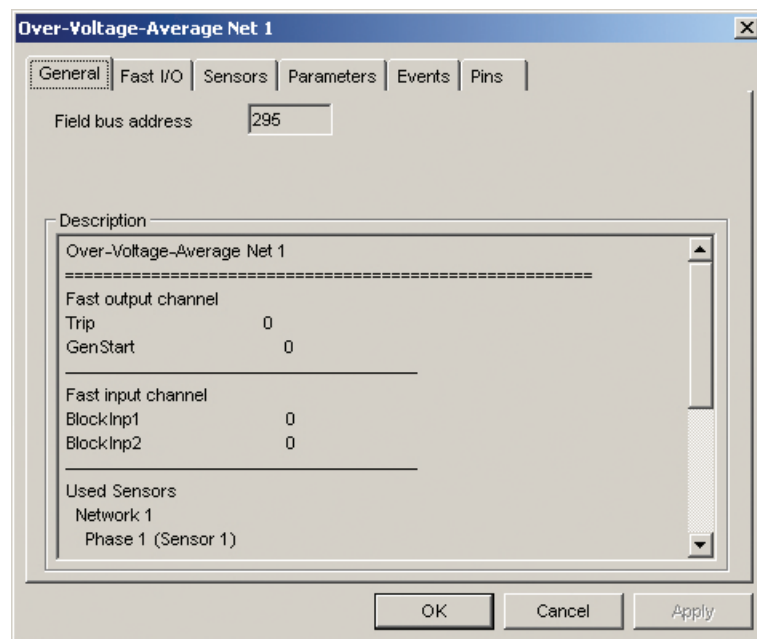 Over-Voltage-Average Net 1
General Fast I/O Sensors Parameters Events Pins
Field bus address 295
Description
Over-Voltage-Average Net 1
=======================================================
Fast output channel
Trip 0
GenStart 0
Fast input channel
BlockInp1 0
BlockInp2 0
Used Sensors
Network 1
Phase 1 (Sensor 1)
OK Cancel Apply